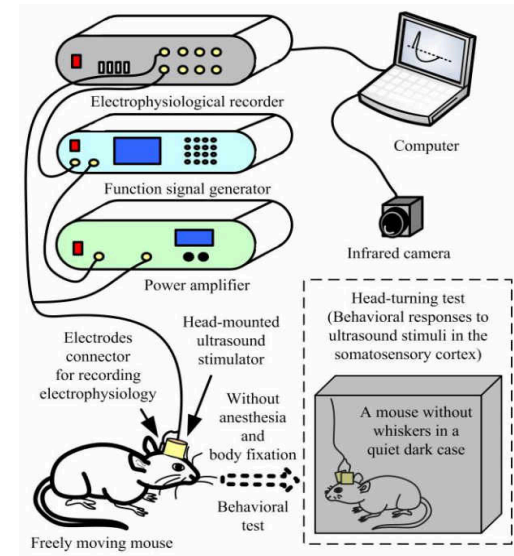 Electrophysiological recorder
Computer
Function signal generator
Infrared camera
Power amplifier
Head-turning test
(Behavioral responses to
ultrasound stimuli in the
somatosensory cortex)
Electrodes
connector
for recording
electrophysiology
Head-mounted
ultrasound
stimulator
Without
anesthesia
and
body fixation
A mouse without
whiskers in a
quiet dark case
Behavioral
test
Freely moving mouse